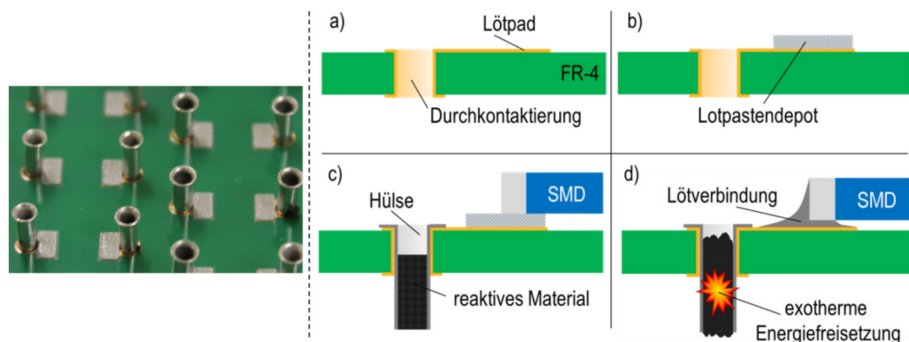 a)
Lötpad
FR-4
Durchkontaktierung
b)
Lotpastendepot
c)
Hülse
SMD
reaktives Material
d)
Lötverbindung
SMD
exotherme
Energiefreisetzung